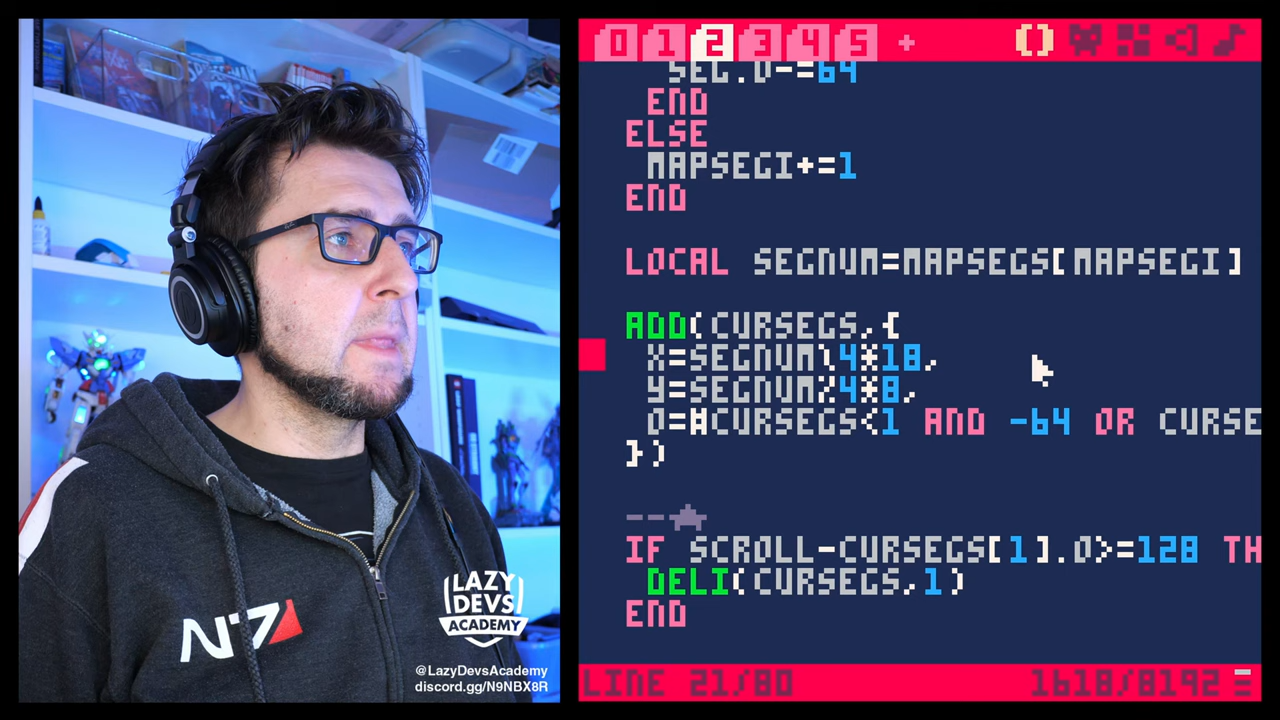 0 1 2 3 4 5 +
SEG.O-=64
END
ELSE
MAPSEGI+=1
END
LOCAL SEGNUM=MAPSEGS[MAPSEGI]
ADD(CURSEGS,{
X=SEGNUM\4*18,
Y=SEGNUM%4*8,
O=#CURSEGS<1 AND -64 OR CURSE
})
--
IF SCROLL-CURSEGS[1].O>=128 TH
DELI(CURSEGS,1)
END
LINE 21/80
1618/8192
N7
LAZY
DEVS
ACADEMY
@LazyDevsAcademy
discord.gg/N9NBX8R